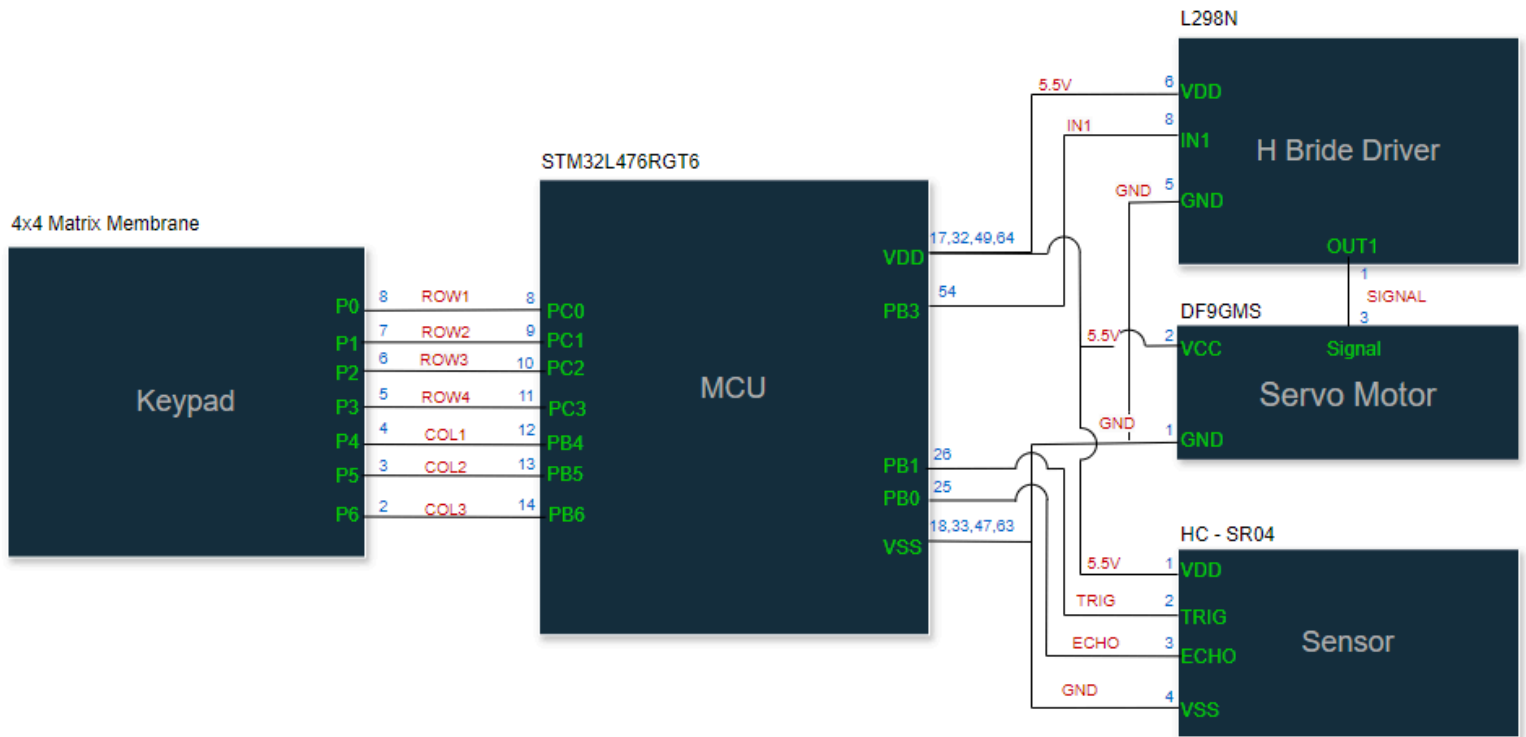 L298N
5.5V
6
VDD
IN1
8
IN1
H Bride Driver
GND
5
GND
OUT1
1
SIGNAL
3
STM32L476RGT6
17,32,49,64
VDD
54
PB3
MCU
PB1
26
PB0
25
18,33,47,63
VSS
4x4 Matrix Membrane
Keypad
P0
8
ROW1
8
PC0
P1
7
ROW2
9
PC1
P2
6
ROW3
10
PC2
P3
5
ROW4
11
PC3
P4
4
COL1
12
PB4
P5
3
COL2
13
PB5
P6
2
COL3
14
PB6
DF9GMS
5.5V
2
VCC
Signal
Servo Motor
GND
1
GND
HC - SR04
5.5V
1
VDD
TRIG
2
TRIG
Sensor
ECHO
3
ECHO
GND
4
VSS